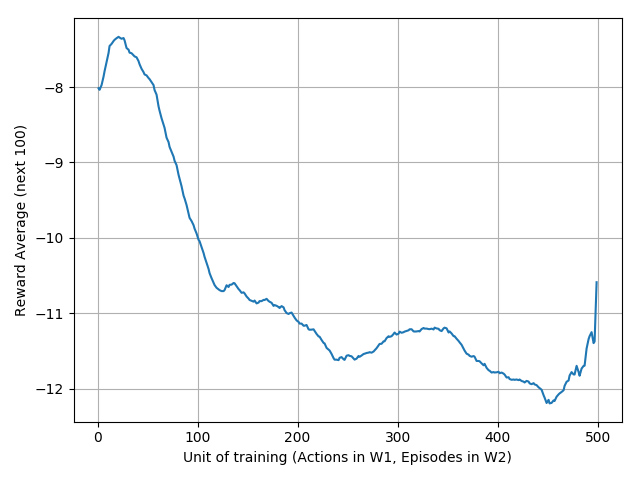 Reward Average (next 100)
−8
−9
−10
−11
−12
0 100 200 300 400 500
Unit of training (Actions in W1, Episodes in W2)